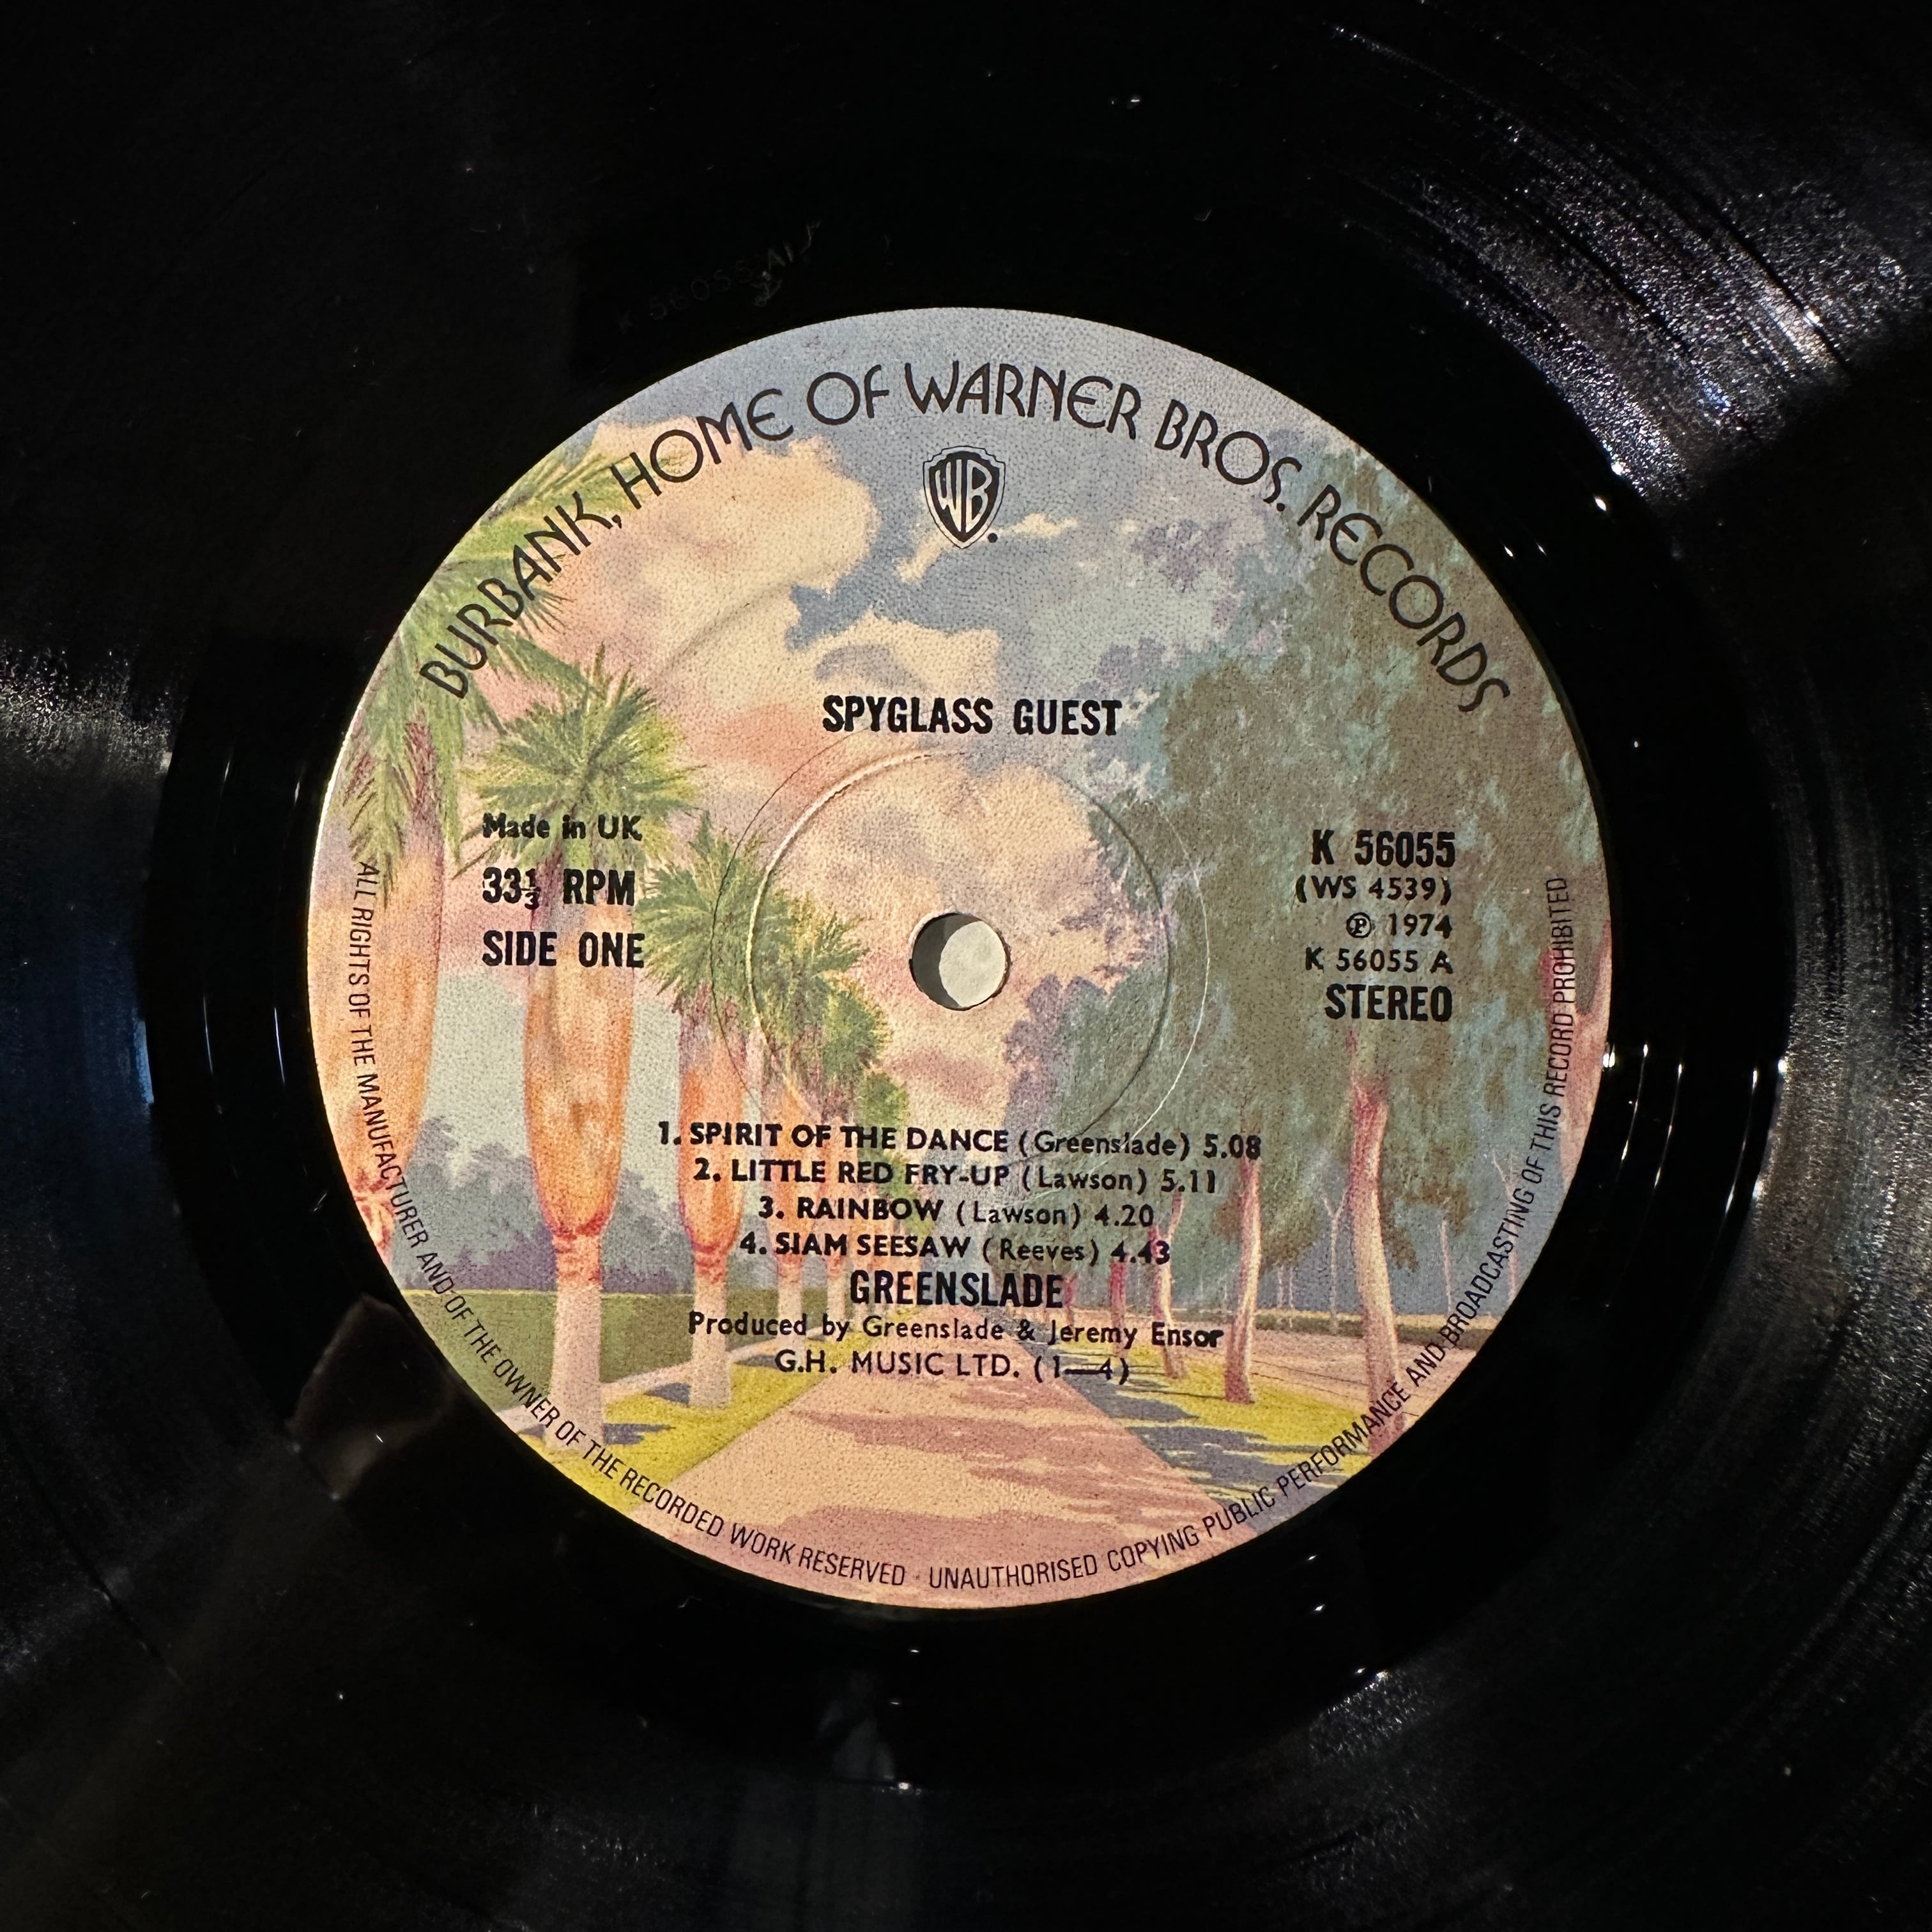 K 56055 A1
BURBANK, HOME OF WARNER BROS. RECORDS
WB
SPYGLASS GUEST
Made in UK
33⅓ RPM
SIDE ONE
K 56055
(WS 4539)
Ⓟ 1974
K 56055 A
STEREO
1. SPIRIT OF THE DANCE (Greenslade) 5.08
2. LITTLE RED FRY-UP (Lawson) 5.11
3. RAINBOW (Lawson) 4.20
4. SIAM SEESAW (Reeves) 4.43
GREENSLADE
Produced by Greenslade & Jeremy Ensor
G.H. MUSIC LTD. (1—4)
ALL RIGHTS OF THE MANUFACTURER AND OF THE OWNER OF THE RECORDED WORK RESERVED · UNAUTHORISED COPYING PUBLIC PERFORMANCE AND BROADCASTING OF THIS RECORD PROHIBITED